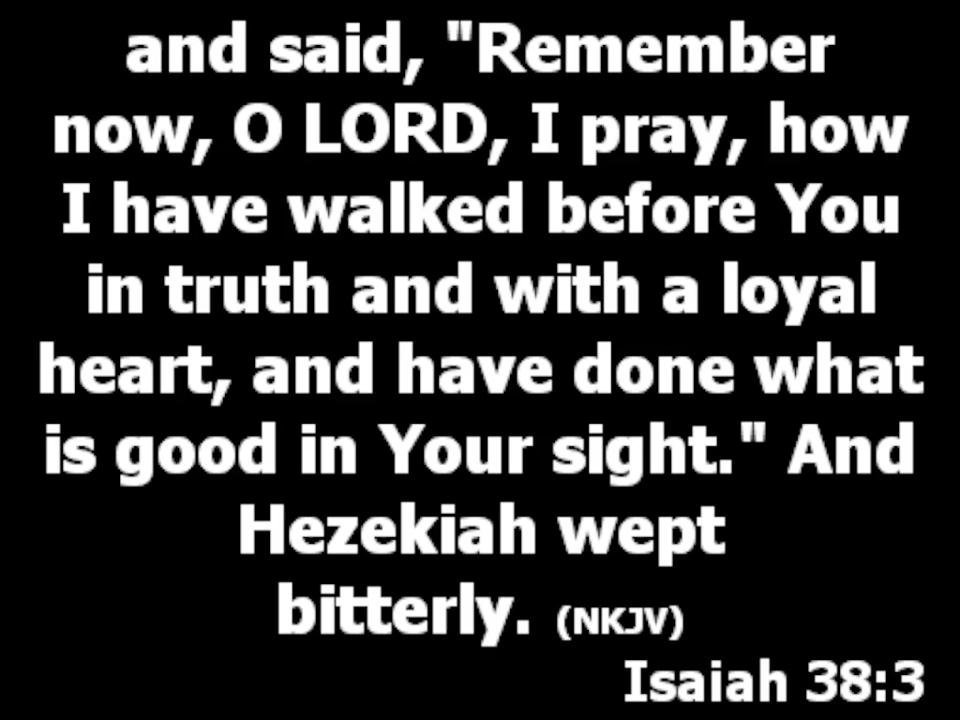 and said, "Remember
now, O LORD, I pray, how
I have walked before You
in truth and with a loyal
heart, and have done what
is good in Your sight." And
Hezekiah wept
bitterly. (NKJV)
Isaiah 38:3